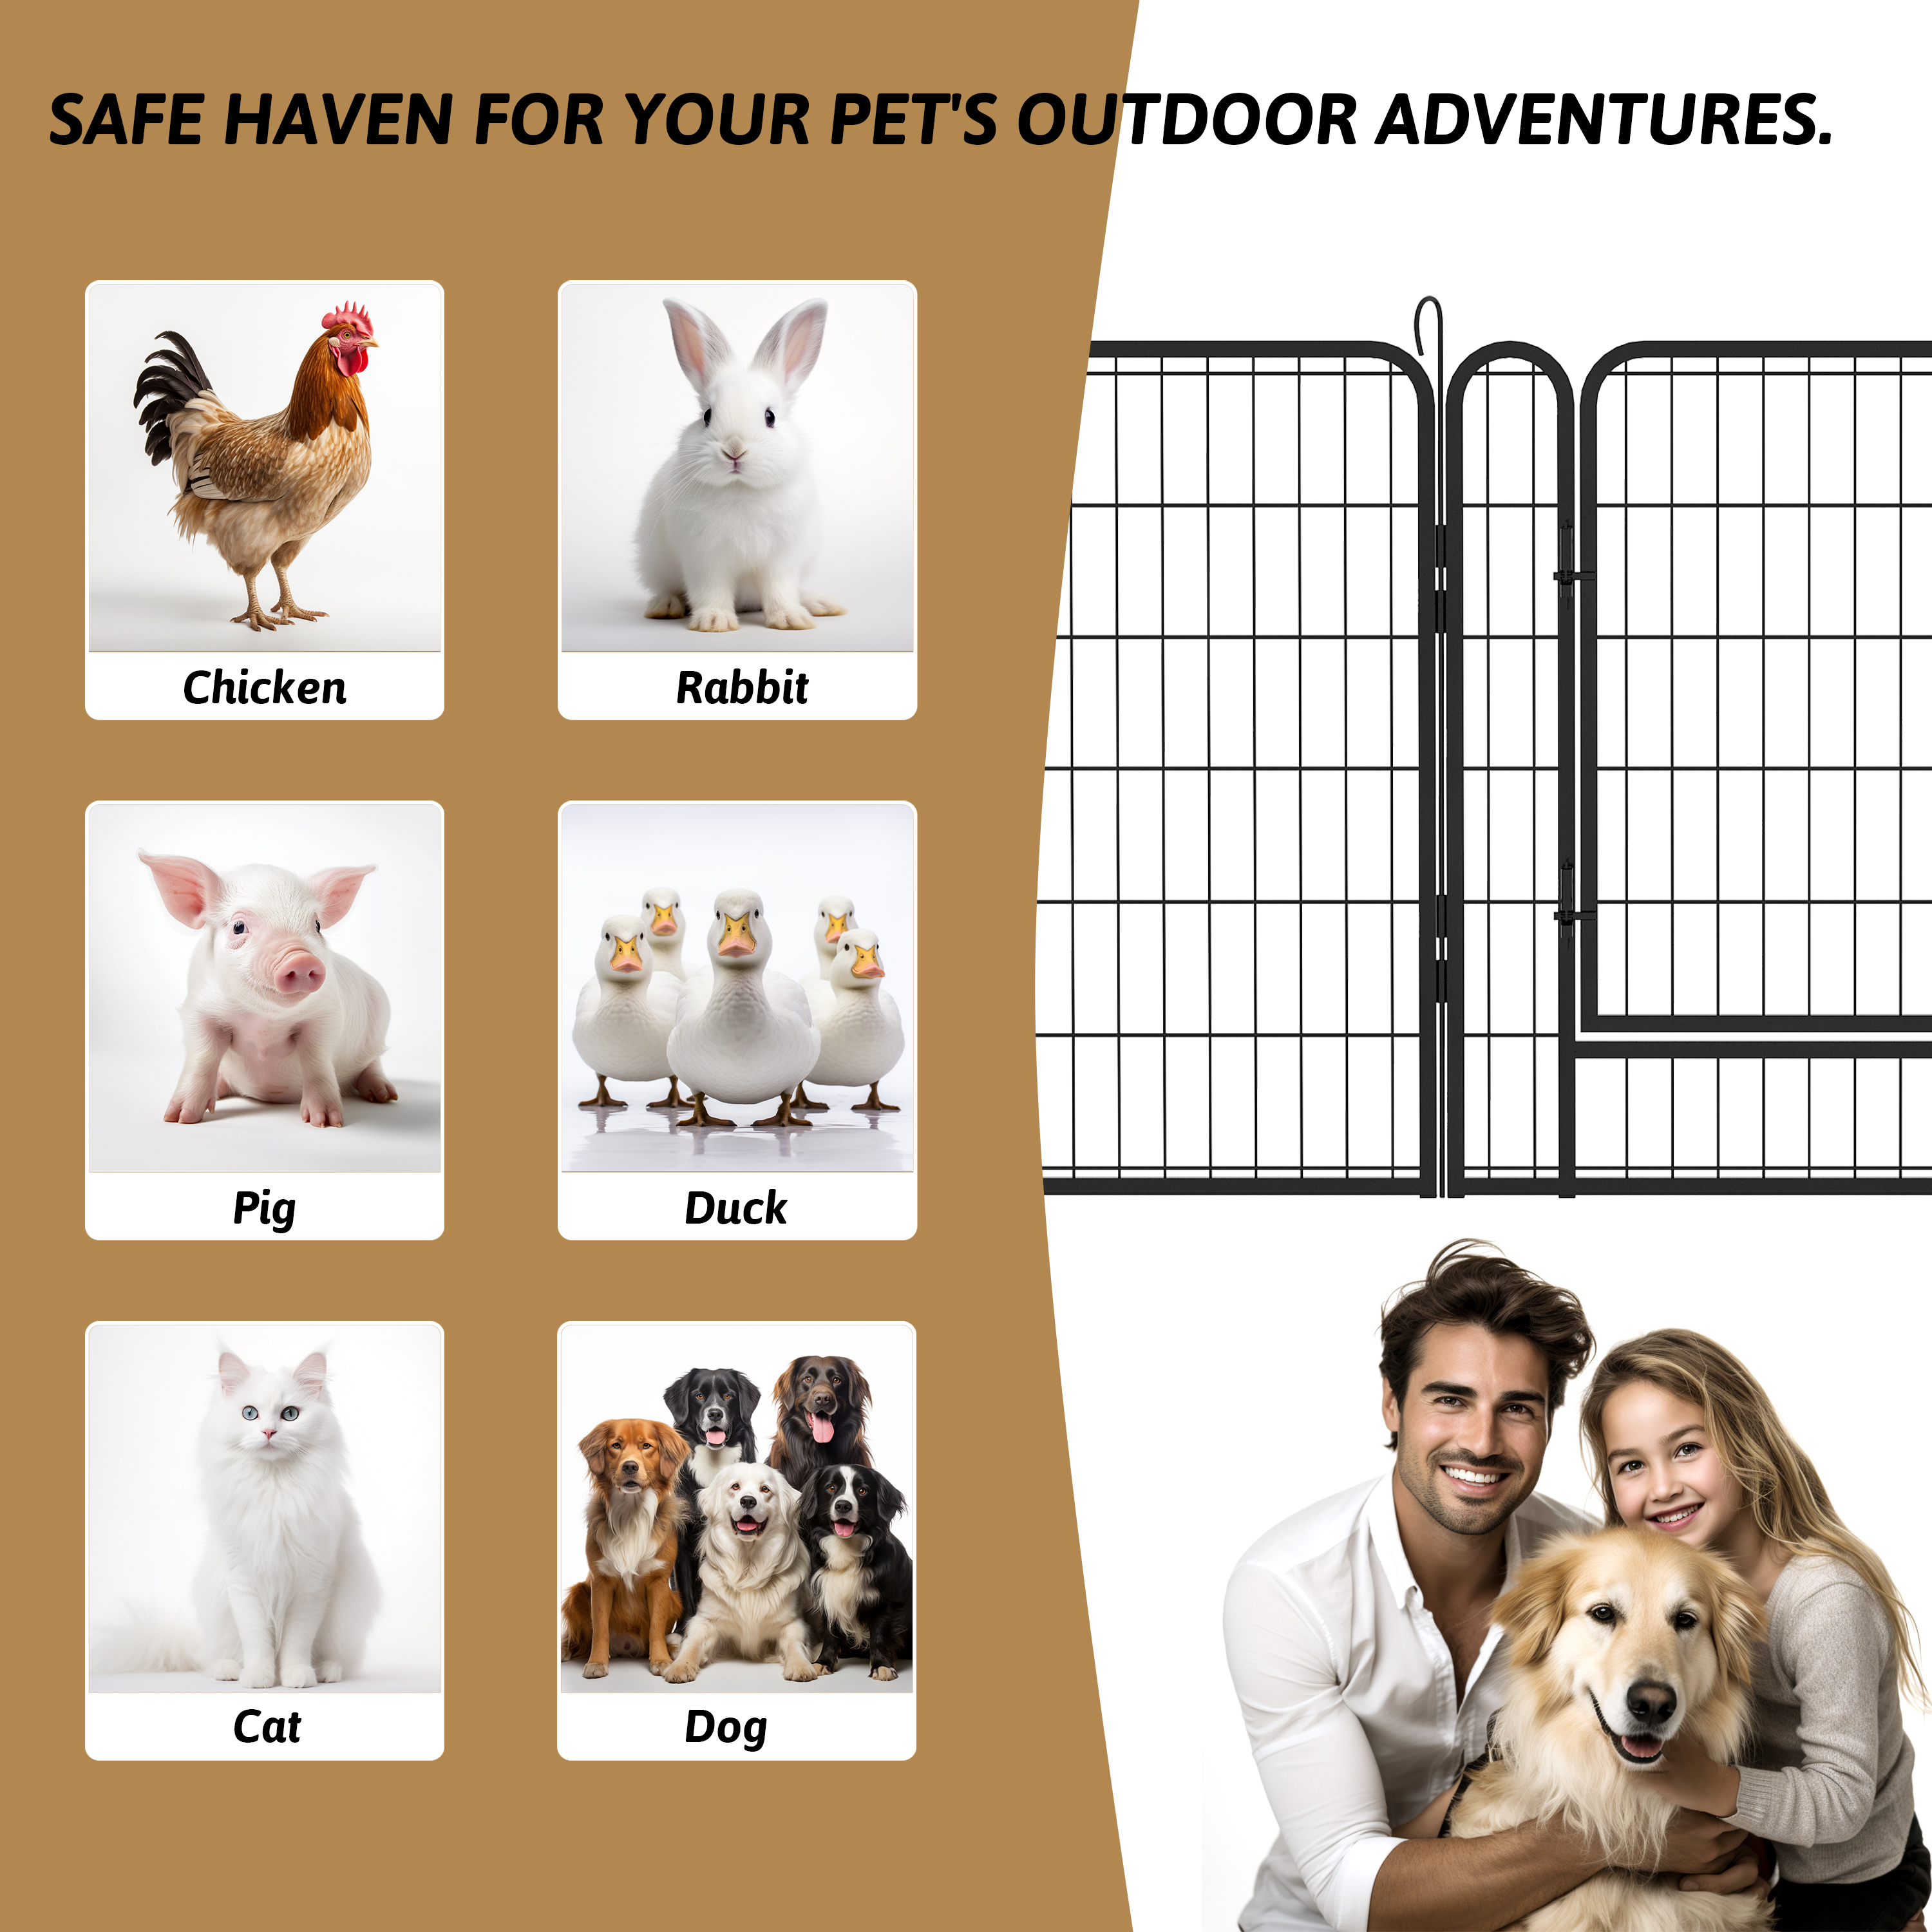 SAFE HAVEN FOR YOUR PET'S OUTDOOR ADVENTURES.
Chicken
Rabbit
Pig
Duck
Cat
Dog